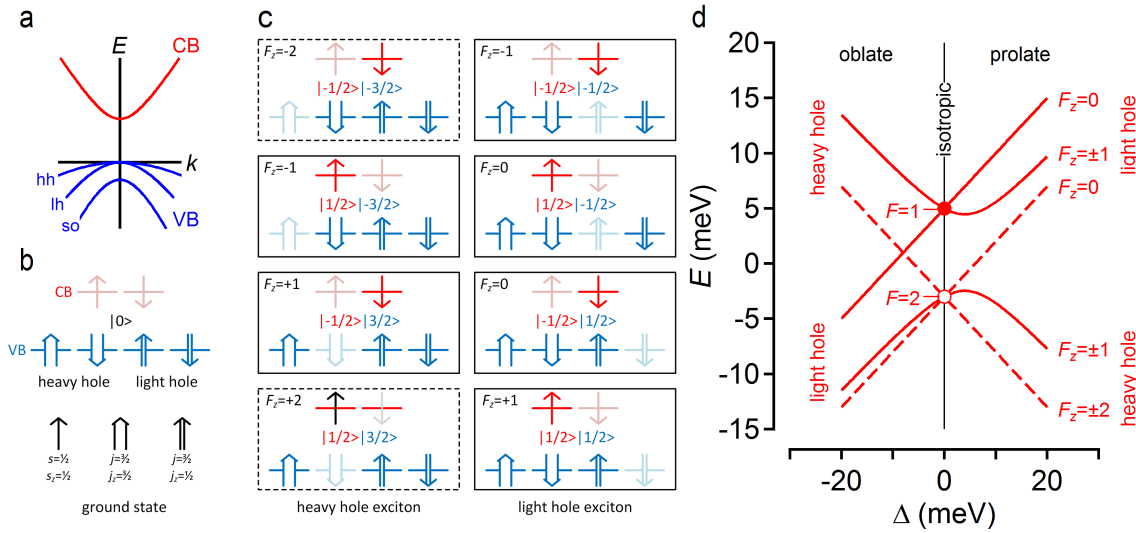 a
E
CB
k
hh
lh
so
VB
b
CB
|0>
VB
heavy hole light hole
s=½ j=³⁄₂ j=³⁄₂
s_z=½ j_z=³⁄₂ j_z=½
ground state
c
F_z=-2
|-1/2>|-3/2>
F_z=-1
|-1/2>|-1/2>
F_z=-1
|1/2>|-3/2>
F_z=0
|1/2>|-1/2>
F_z=+1
|-1/2>|3/2>
F_z=0
|-1/2>|1/2>
F_z=+2
|1/2>|3/2>
F_z=+1
|1/2>|1/2>
heavy hole exciton
light hole exciton
d
20
15
10
5
0
-5
-10
-15
E (meV)
oblate
prolate
isotropic
heavy hole
light hole
F=1
F=2
F_z=0
F_z=±1
F_z=0
light hole
F_z=±1
F_z=±2
heavy hole
-20 0 20
Δ (meV)